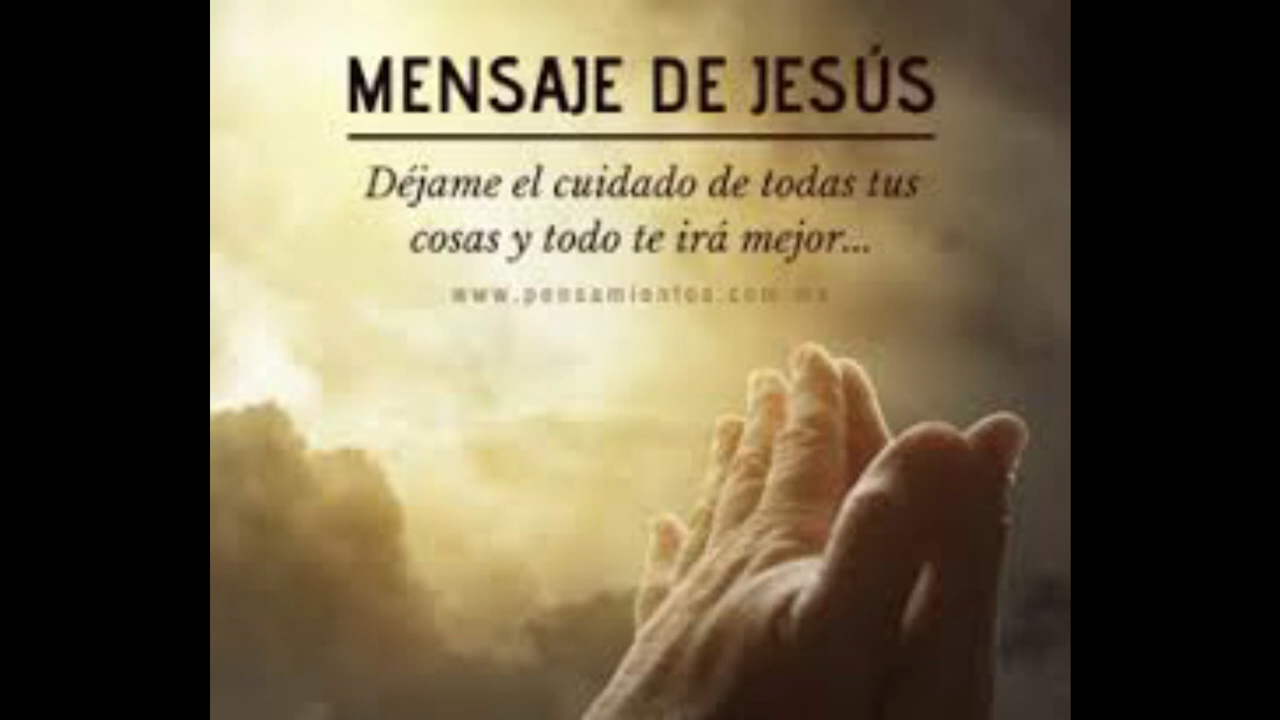 MENSAJE DE JESÚS
Déjame el cuidado de todas tus
cosas y todo te irá mejor...
www.pensamientos.com.mx